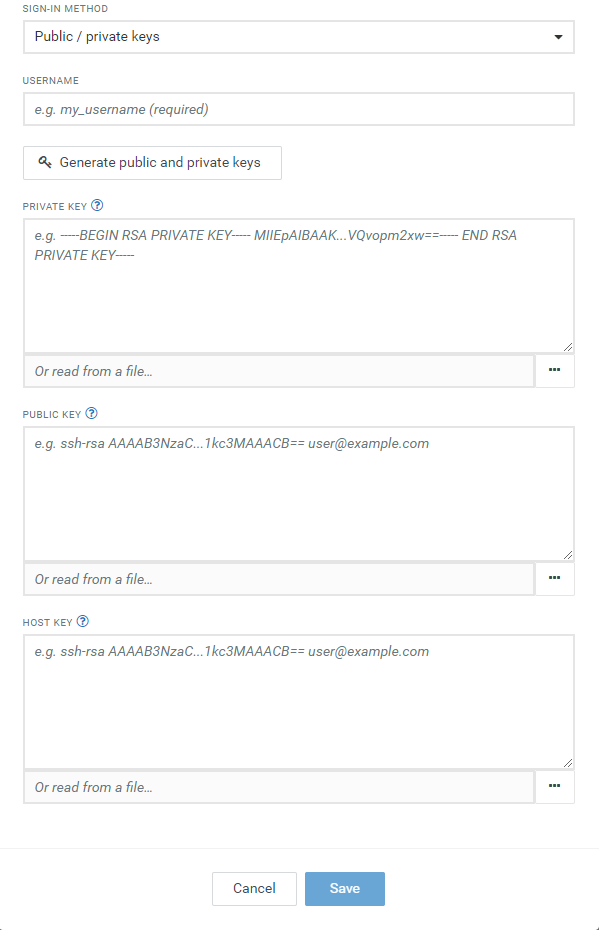 SIGN-IN METHOD
Public / private keys
USERNAME
e.g. my_username (required)
Generate public and private keys
PRIVATE KEY ?
e.g. -----BEGIN RSA PRIVATE KEY----- MIIEpAIBAAK...VQvopm2xw==----- END RSA
PRIVATE KEY-----
Or read from a file...
PUBLIC KEY ?
e.g. ssh-rsa AAAAB3NzaC...1kc3MAAACB== user@example.com
Or read from a file...
HOST KEY ?
e.g. ssh-rsa AAAAB3NzaC...1kc3MAAACB== user@example.com
Or read from a file...
Cancel Save